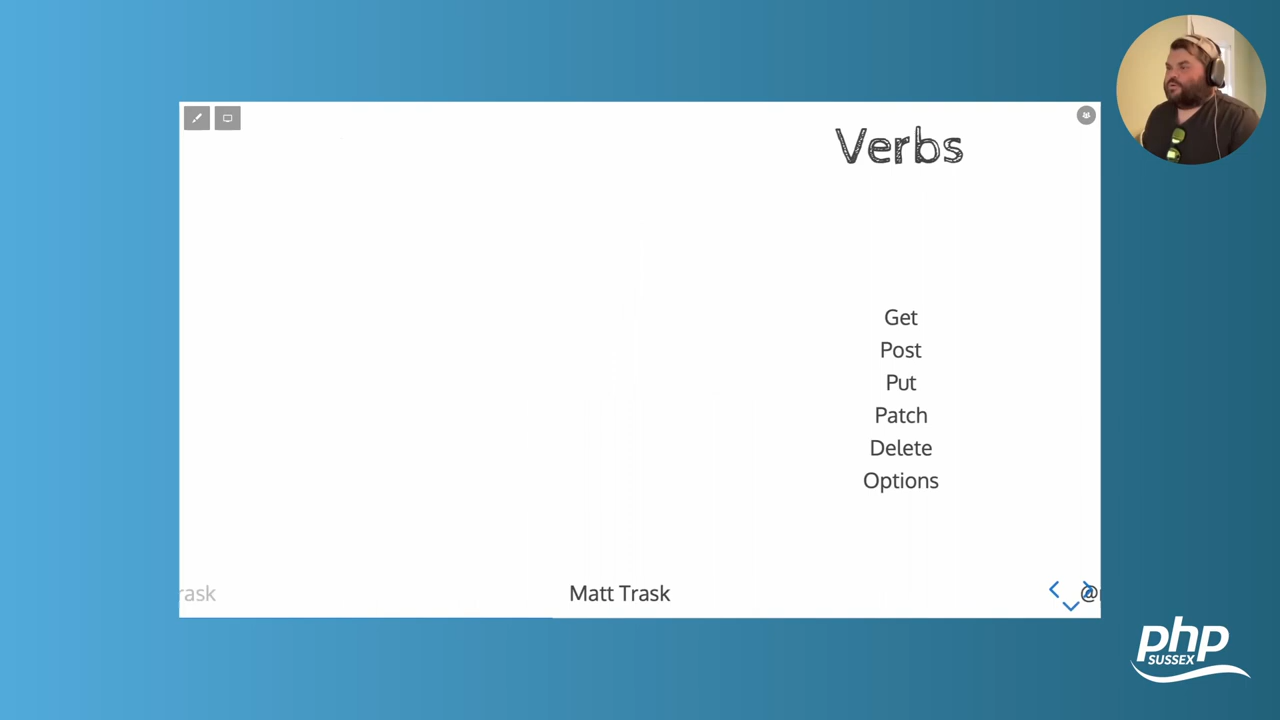 Verbs
Get
Post
Put
Patch
Delete
Options
rask
Matt Trask
@
php
SUSSEX